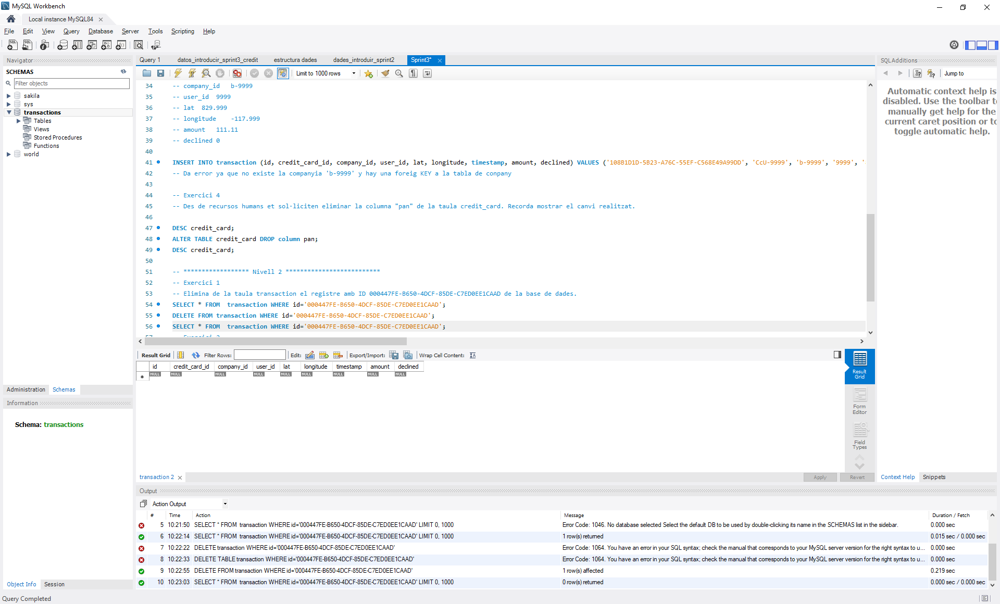 MySQL Workbench
Local instance MySQL84
File Edit View Query Database Server Tools Scripting Help
Navigator
SCHEMAS
Filter objects
sakila
sys
transactions
Tables
Views
Stored Procedures
Functions
world
Administration Schemas
Information
Schema: transactions
Object Info Session
Query Completed
Query 1 datos_introducir_sprint3_credit estructura dades dades_introduir_sprint2 Sprint3*
Limit to 1000 rows
34 -- company_id b-9999
35 -- user_id 9999
36 -- lat 829.999
37 -- longitude -117.999
38 -- amount 111.11
39 -- declined 0
40
41 INSERT INTO transaction (id, credit_card_id, company_id, user_id, lat, longitude, timestamp, amount, declined) VALUES ('108B1D1D-5B23-A76C-55EF-C568E49A99DD', 'CcU-9999', 'b-9999', '9999', '
42 -- Da error ya que no existe la companyia 'b-9999' y hay una foreig KEY a la tabla de conpany
43
44 -- Exercici 4
45 -- Des de recursos humans et sol·liciten eliminar la columna "pan" de la taula credit_card. Recorda mostrar el canvi realitzat.
46
47 DESC credit_card;
48 ALTER TABLE credit_card DROP column pan;
49 DESC credit_card;
50
51 -- ****************** Nivell 2 **************************
52 -- Exercici 1
53 -- Elimina de la taula transaction el registre amb ID 000447FE-B650-4DCF-85DE-C7ED0EE1CAAD de la base de dades.
54 SELECT * FROM  transaction WHERE id='000447FE-B650-4DCF-85DE-C7ED0EE1CAAD';
55 DELETE FROM transaction WHERE id='000447FE-B650-4DCF-85DE-C7ED0EE1CAAD';
56 SELECT * FROM  transaction WHERE id='000447FE-B650-4DCF-85DE-C7ED0EE1CAAD';
Result Grid Filter Rows: Edit: Export/Import: Wrap Cell Content:
id credit_card_id company_id user_id lat longitude timestamp amount declined
NULL NULL NULL NULL NULL NULL NULL NULL NULL
Result Grid
Form Editor
Field Types
transaction 2 Apply Revert
Output
Action Output
# Time Action Message Duration / Fetch
5 10:21:50 SELECT * FROM  transaction WHERE id='000447FE-B650-4DCF-85DE-C7ED0EE1CAAD' LIMIT 0, 1000 Error Code: 1046. No database selected Select the default DB to be used by double-clicking its name in the SCHEMAS list in the sidebar. 0.000 sec
6 10:22:14 SELECT * FROM  transaction WHERE id='000447FE-B650-4DCF-85DE-C7ED0EE1CAAD' LIMIT 0, 1000 1 row(s) returned 0.015 sec / 0.000 sec
7 10:22:22 DELETE transaction WHERE id='000447FE-B650-4DCF-85DE-C7ED0EE1CAAD' Error Code: 1064. You have an error in your SQL syntax; check the manual that corresponds to your MySQL server version for the right syntax to u... 0.000 sec
8 10:22:33 DELETE TABLE transaction WHERE id='000447FE-B650-4DCF-85DE-C7ED0EE1CAAD' Error Code: 1064. You have an error in your SQL syntax; check the manual that corresponds to your MySQL server version for the right syntax to u... 0.000 sec
9 10:22:55 DELETE FROM transaction WHERE id='000447FE-B650-4DCF-85DE-C7ED0EE1CAAD' 1 row(s) affected 0.219 sec
10 10:23:03 SELECT * FROM  transaction WHERE id='000447FE-B650-4DCF-85DE-C7ED0EE1CAAD' LIMIT 0, 1000 0 row(s) returned 0.000 sec / 0.000 sec
SQLAdditions
Jump to
Automatic context help is
disabled. Use the toolbar t
manually get help for the
current caret position or to
toggle automatic help.
Context Help Snippets